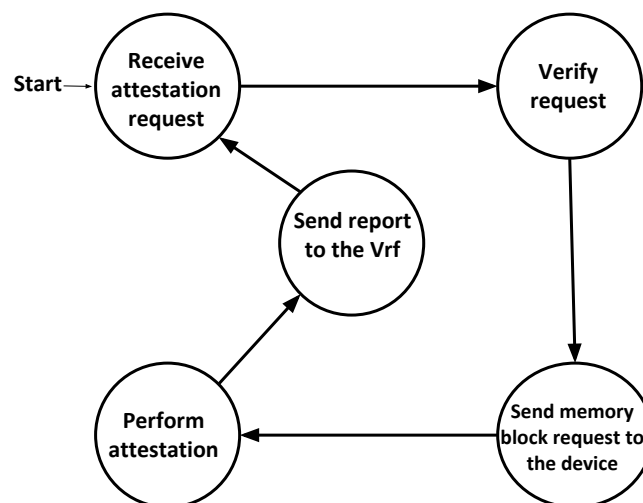 Start
Receive
attestation
request
Verify
request
Send report
to the Vrf
Perform
attestation
Send memory
block request to
the device